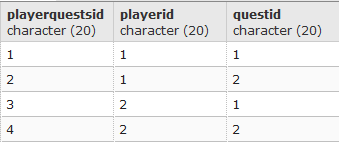 playerquestsid playerid questid
character (20) character (20) character (20)
1 1 1
2 1 2
3 2 1
4 2 2